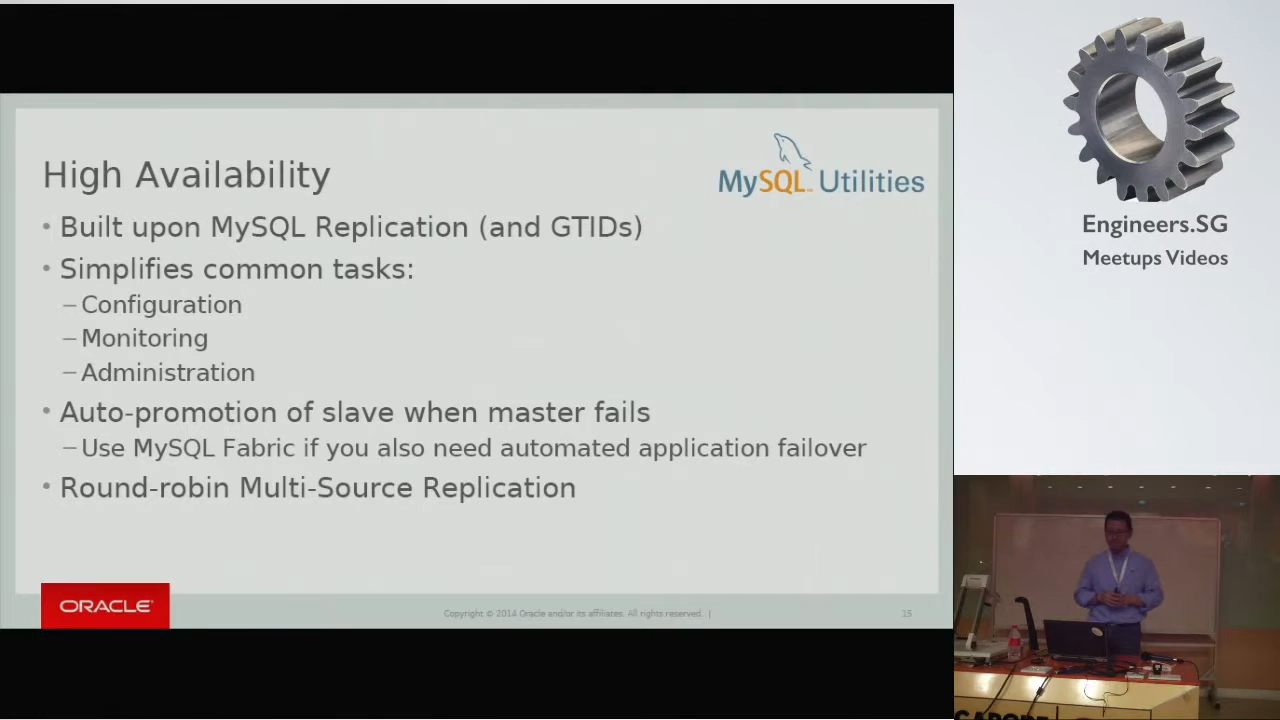 High Availability
MySQL Utilities
• Built upon MySQL Replication (and GTIDs)
• Simplifies common tasks:
– Configuration
– Monitoring
– Administration
• Auto-promotion of slave when master fails
– Use MySQL Fabric if you also need automated application failover
• Round-robin Multi-Source Replication
ORACLE
Copyright © 2014 Oracle and/or its affiliates. All rights reserved. |
15
Engineers.SG
Meetups Videos